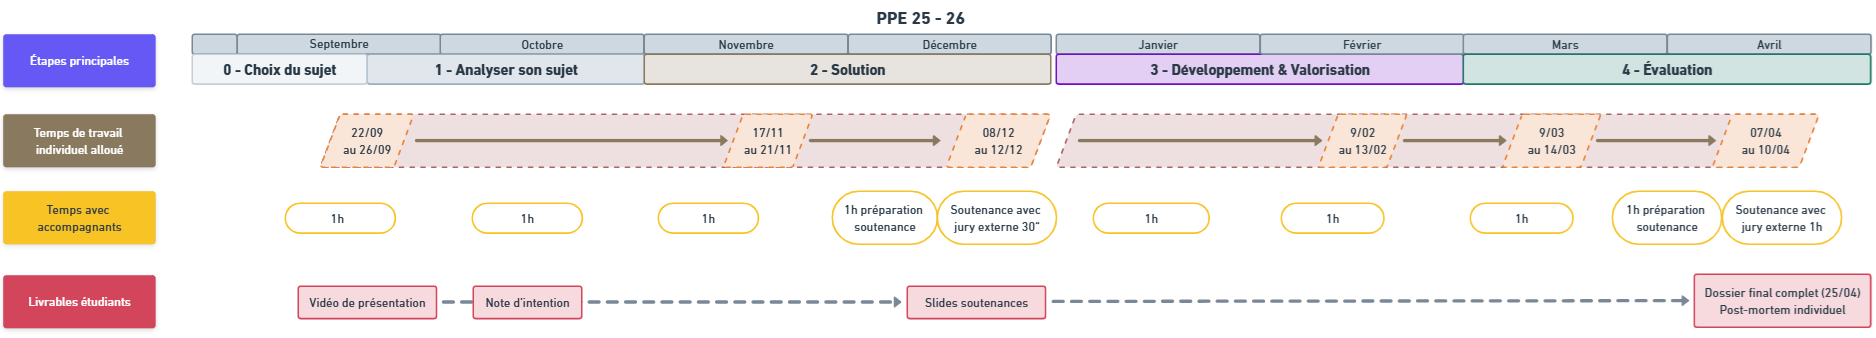 PPE 25 - 26
Étapes principales
Septembre
Octobre
Novembre
Décembre
Janvier
Février
Mars
Avril
0 - Choix du sujet
1 - Analyser son sujet
2 - Solution
3 - Développement & Valorisation
4 - Évaluation
Temps de travail
individuel alloué
22/09
au 26/09
17/11
au 21/11
08/12
au 12/12
9/02
au 13/02
9/03
au 14/03
07/04
au 10/04
Temps avec
accompagnants
1h
1h
1h
1h préparation
soutenance
Soutenance avec
jury externe 30"
1h
1h
1h
1h préparation
soutenance
Soutenance avec
jury externe 1h
Livrables étudiants
Vidéo de présentation
Note d'intention
Slides soutenances
Dossier final complet (25/04)
Post-mortem individuel